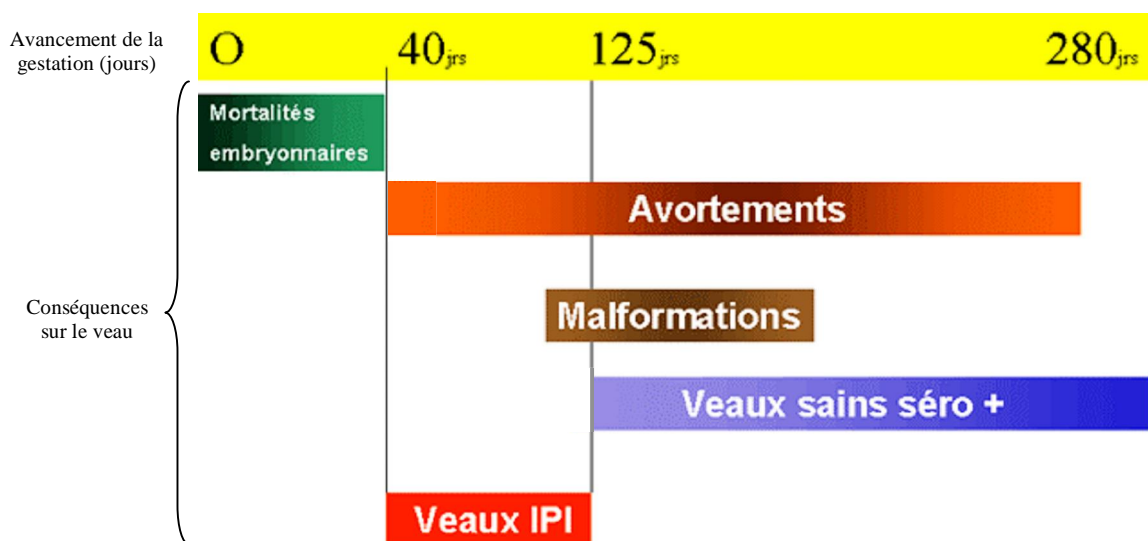 Avancement de la
gestation (jours)
O 40jrs 125jrs 280jrs
Mortalités
embryonnaires
Avortements
Conséquences
sur le veau
Malformations
Veaux sains séro +
Veaux IPI